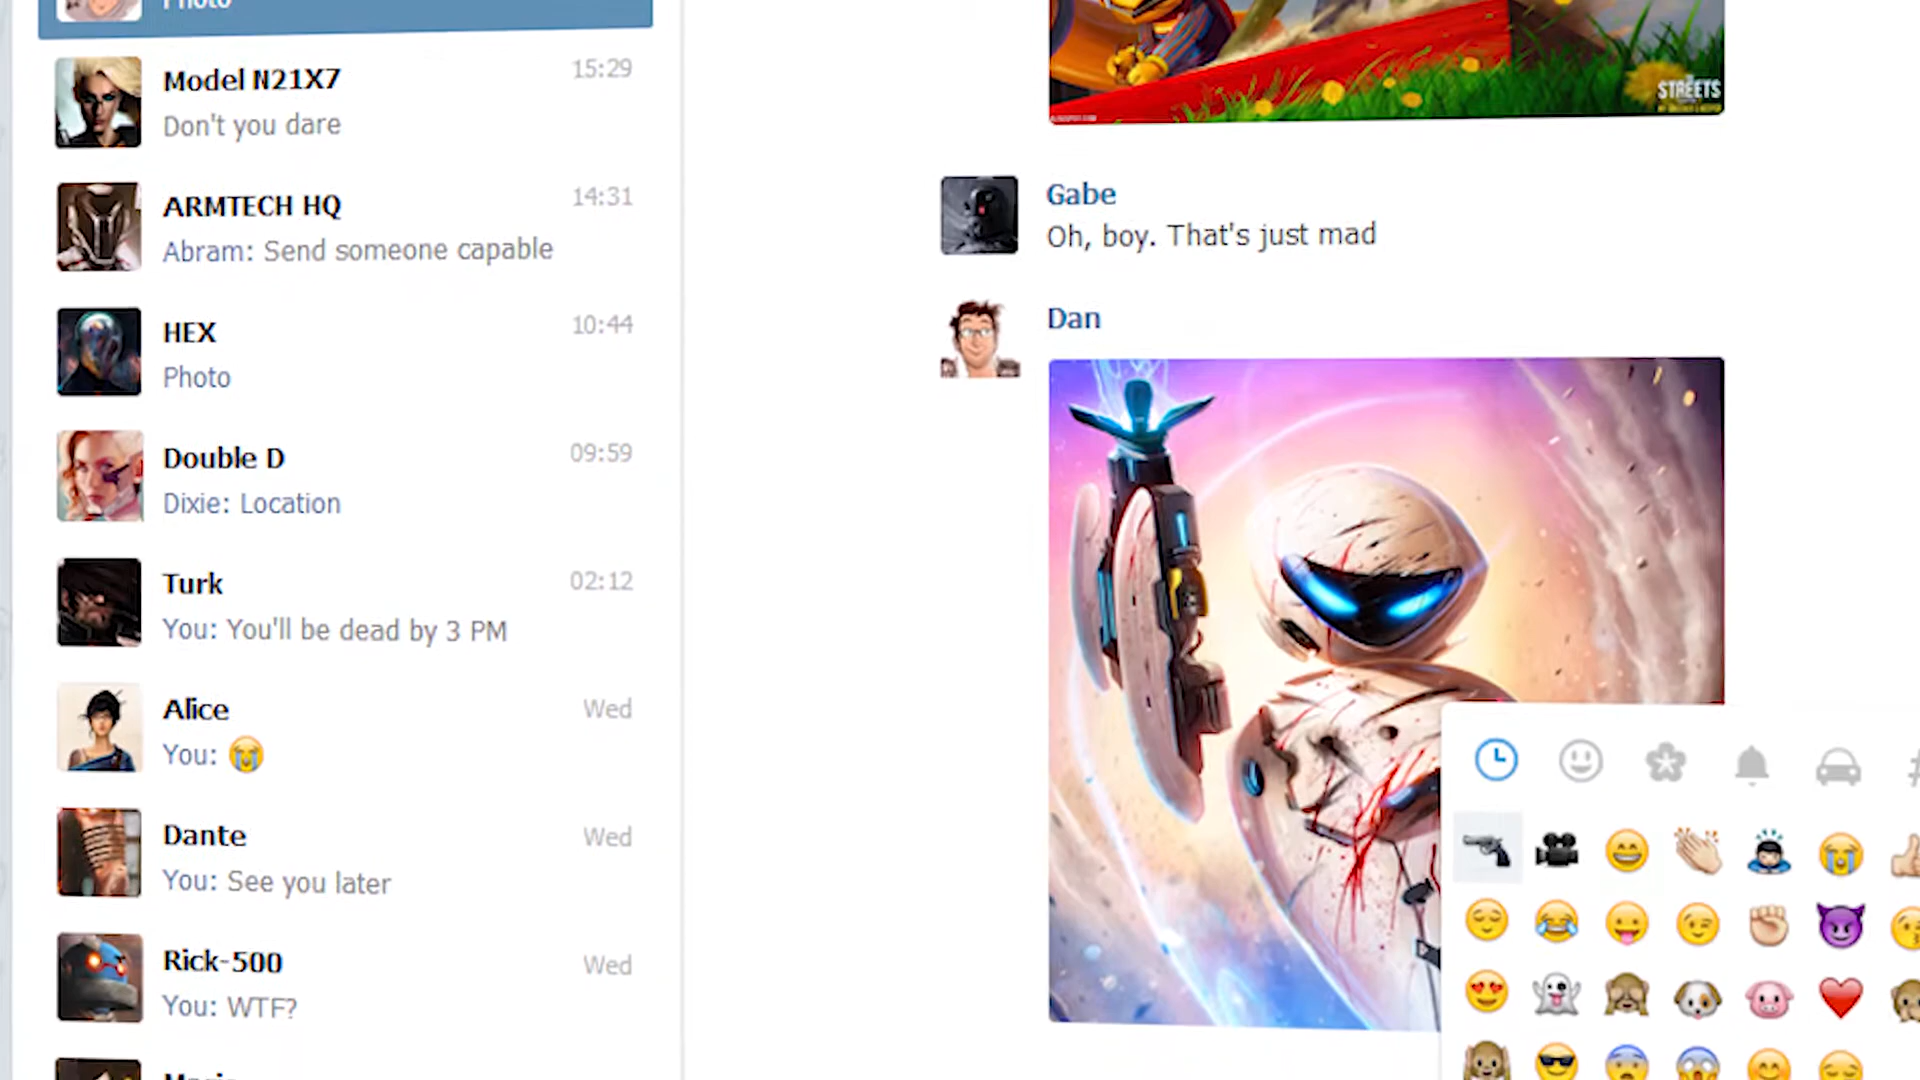 Photo
Model N21X7
15:29
Don't you dare
ARMTECH HQ
14:31
Abram: Send someone capable
HEX
10:44
Photo
Double D
09:59
Dixie: Location
Turk
02:12
You: You'll be dead by 3 PM
Alice
Wed
You: 😭
Dante
Wed
You: See you later
Rick-500
Wed
You: WTF?
STREETS
Gabe
Oh, boy. That's just mad
Dan